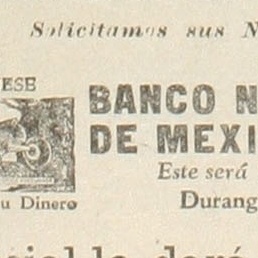 Solicitamos sus N
ESE
BANCO N
DE MEXI
Este será
u Dinero
Durang